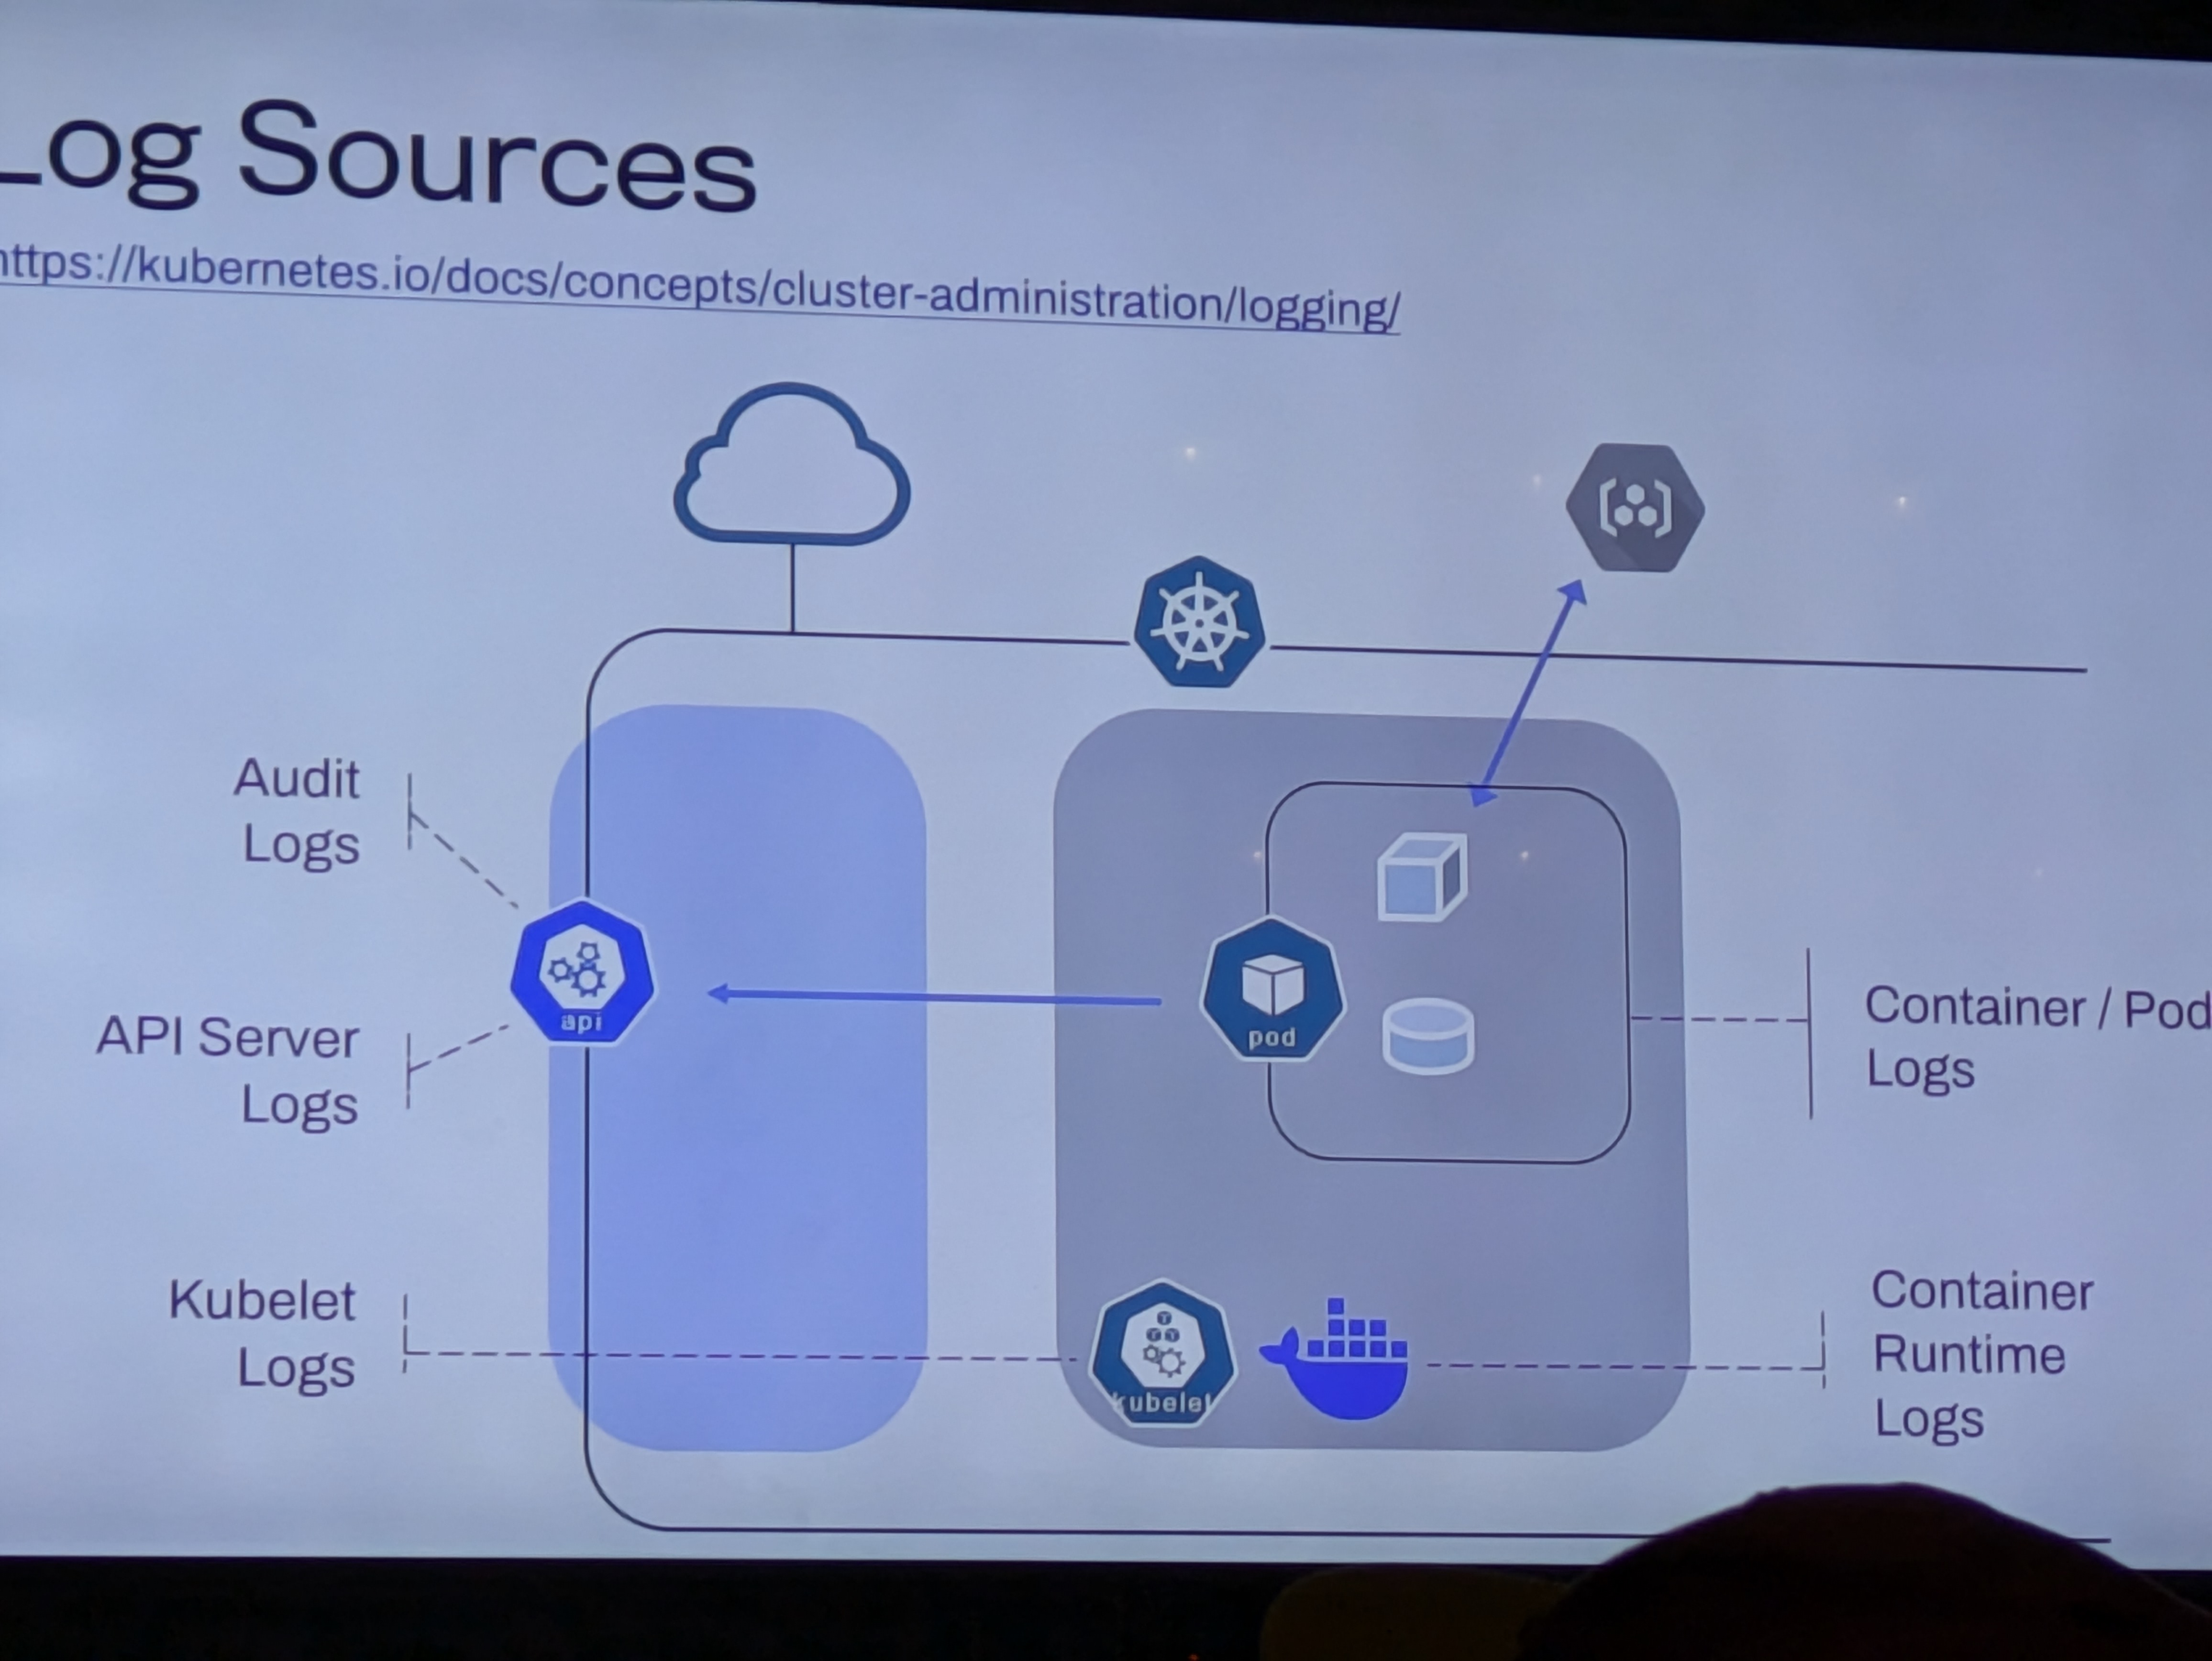 Log Sources
https://kubernetes.io/docs/concepts/cluster-administration/logging/
Audit
Logs
api
API Server
Logs
pod
Container / Pod
Logs
Kubelet
Logs
kubelet
Container
Runtime
Logs